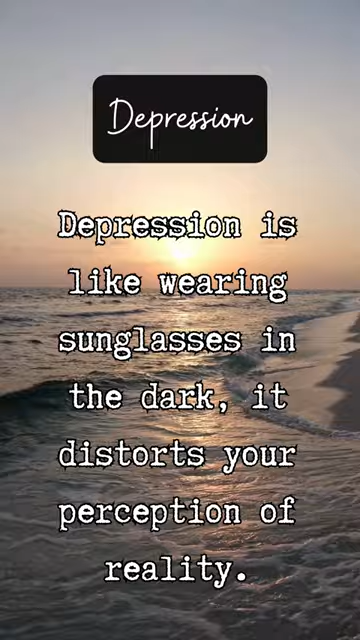 Depression
Depression is
like wearing
sunglasses in
the dark, it
distorts your
perception of
reality.